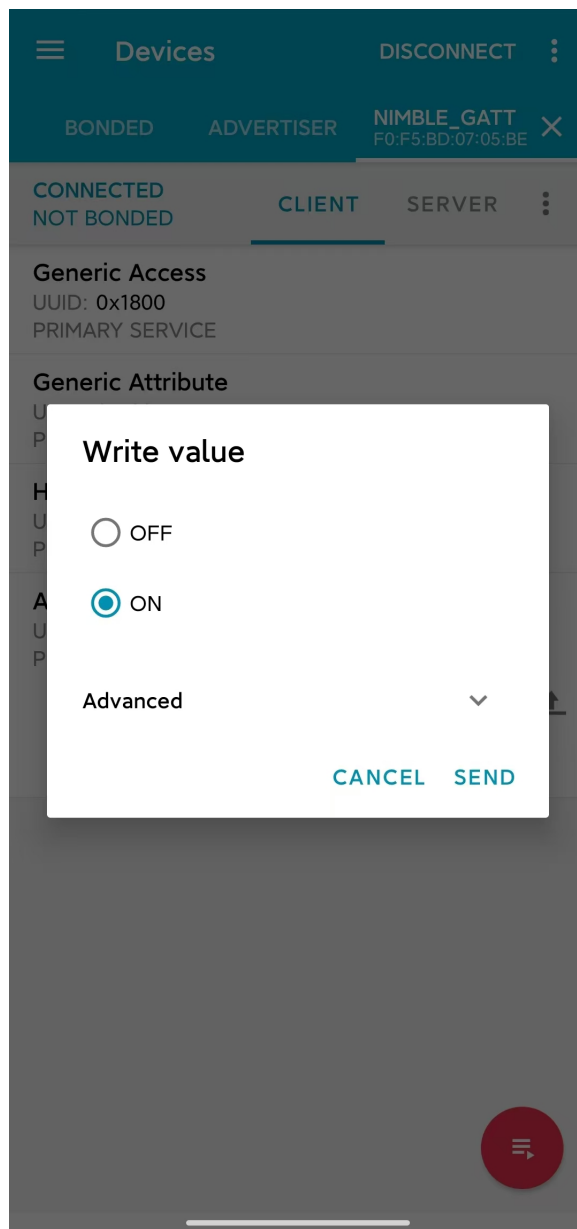 Devices
DISCONNECT
BONDED
ADVERTISER
NIMBLE_GATT
F0:F5:BD:07:05:BE
CONNECTED
NOT BONDED
CLIENT
SERVER
Generic Access
UUID: 0x1800
PRIMARY SERVICE
Generic Attribute
U
P
H
U
P
A
U
P
Write value
OFF
ON
Advanced
CANCEL
SEND